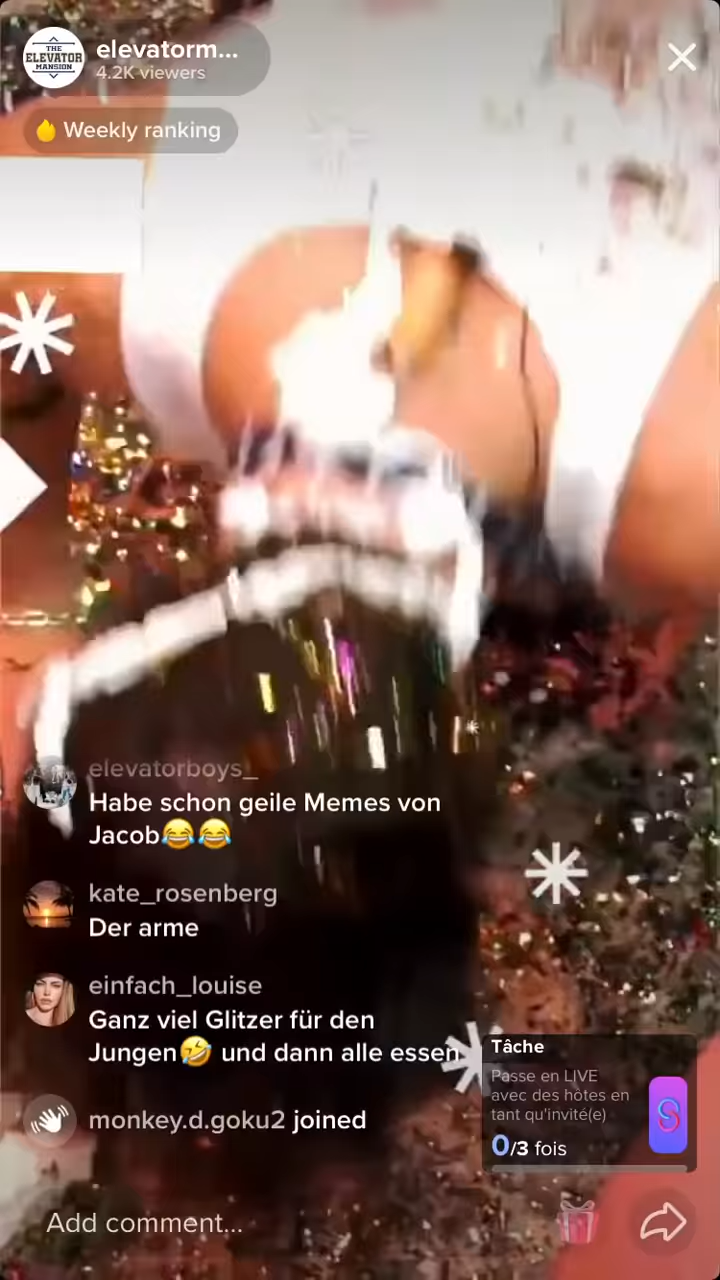 THE
ELEVATOR
MANSION
elevatorm...
4.2K viewers
Weekly ranking
elevatorboys_
Habe schon geile Memes von
Jacob😂😂
kate_rosenberg
Der arme
einfach_louise
Ganz viel Glitzer für den
Jungen🤣 und dann alle essen
monkey.d.goku2 joined
Tâche
Passe en LIVE
avec des hôtes en
tant qu'invité(e)
0/3 fois
Add comment...